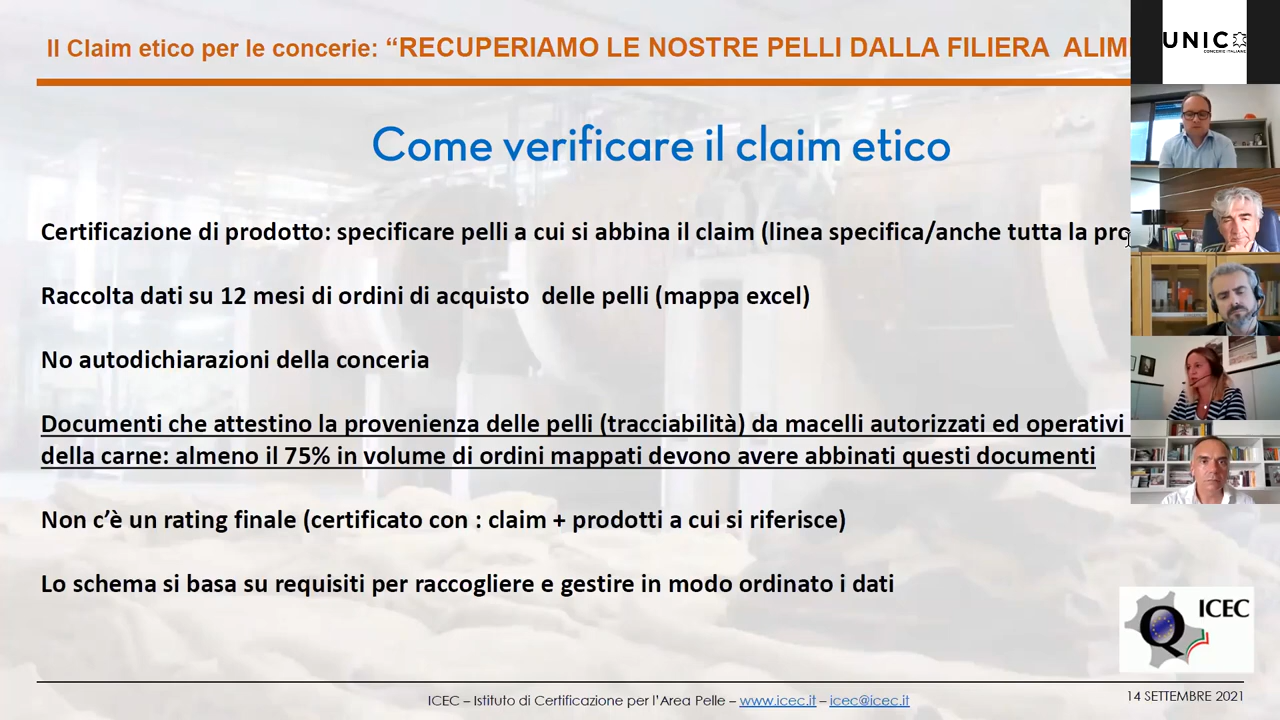 Il Claim etico per le concerie: “RECUPERIAMO LE NOSTRE PELLI DALLA FILIERA
UNIC
CONCERIE ITALIANE
Come verificare il claim etico
Certificazione di prodotto: specificare pelli a cui si abbina il claim (linea specifica/anche tutta la
Raccolta dati su 12 mesi di ordini di acquisto delle pelli (mappa excel)
No autodichiarazioni della conceria
Documenti che attestino la provenienza delle pelli (tracciabilità) da macelli autorizzati ed operativi
della carne: almeno il 75% in volume di ordini mappati devono avere abbinati questi documenti
Non c’è un rating finale (certificato con : claim + prodotti a cui si riferisce)
Lo schema si basa su requisiti per raccogliere e gestire in modo ordinato i dati
Q ICEC
ICEC – Istituto di Certificazione per l’Area Pelle – www.icec.it – icec@icec.it
14 SETTEMBRE 2021